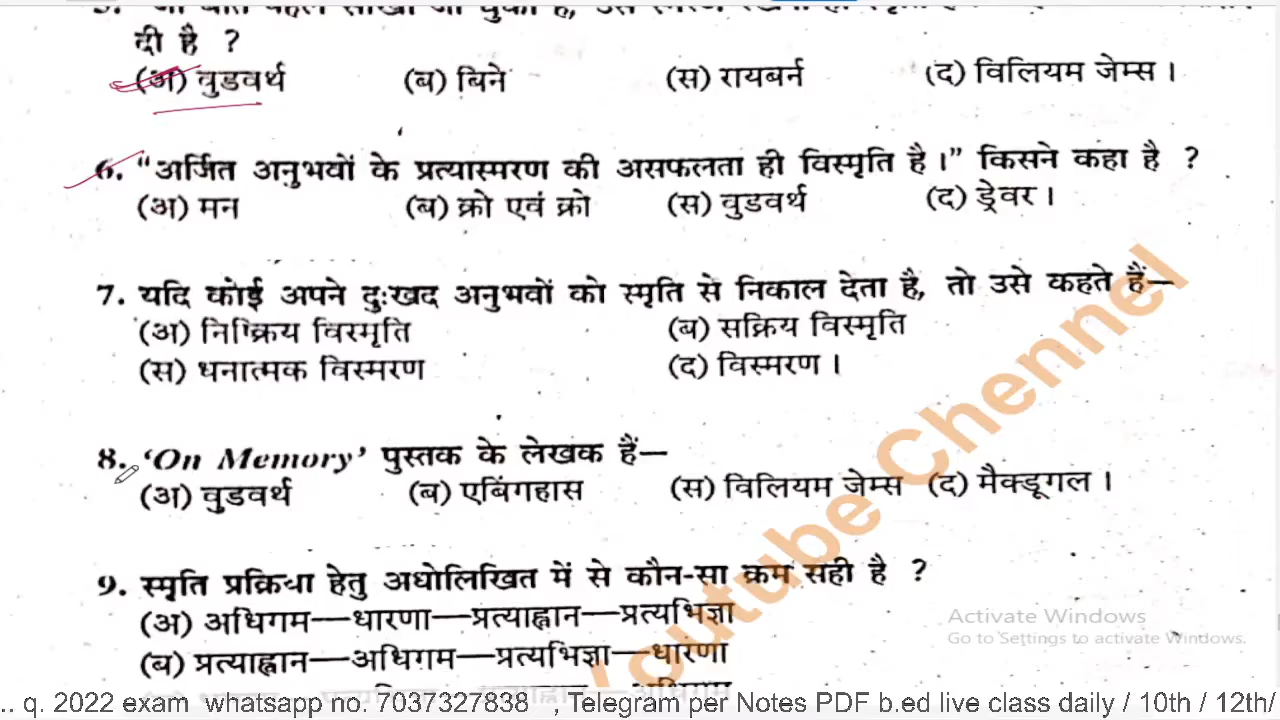 दी है ?
(अ) वुडवर्थ (ब) बिने (स) रायबर्न (द) विलियम जेम्स ।
6. “अर्जित अनुभवों के प्रत्यास्मरण की असफलता ही विस्मृति है ।” किसने कहा है ?
(अ) मन (ब) क्रो एवं क्रो (स) वुडवर्थ (द) ड्रेवर ।
7. यदि कोई अपने दुःखद अनुभवों को स्मृति से निकाल देता है, तो उसे कहते हैं—
(अ) निष्क्रिय विस्मृति (ब) सक्रिय विस्मृति
(स) धनात्मक विस्मरण (द) विस्मरण ।
8. ‘On Memory’ पुस्तक के लेखक हैं—
(अ) वुडवर्थ (ब) एबिंगहास (स) विलियम जेम्स (द) मैक्डूगल ।
9. स्मृति प्रक्रिया हेतु अधोलिखित में से कौन-सा क्रम सही है ?
(अ) अधिगम—धारणा—प्रत्याह्वान—प्रत्यभिज्ञा
(ब) प्रत्याह्वान—अधिगम—प्रत्यभिज्ञा—धारणा
outube Chennel
Activate Windows
Go to Settings to activate Windows.
.. q. 2022 exam whatsapp no. 7037327838 , Telegram per Notes PDF b.ed live class daily / 10th / 12th/